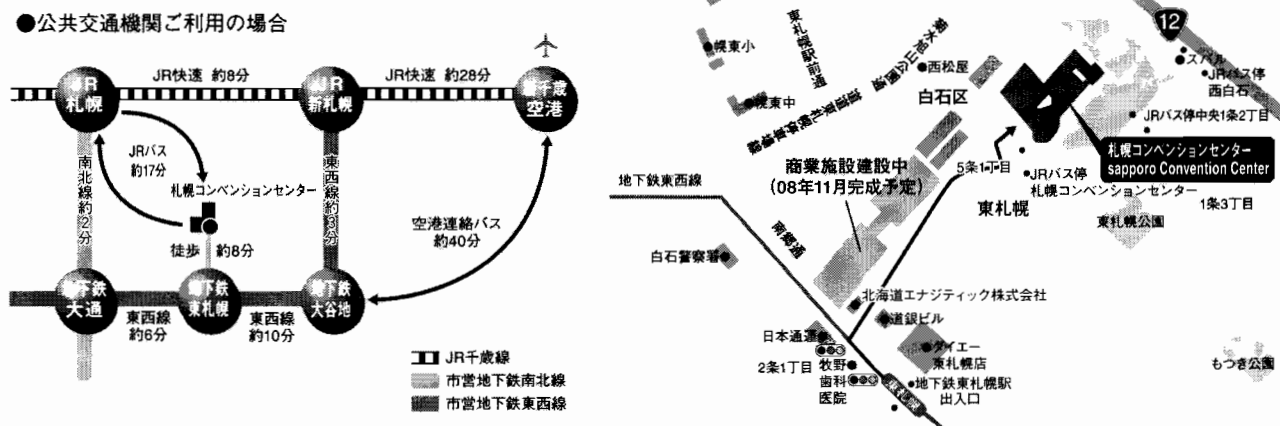 ●公共交通機関ご利用の場合
JR快速 約8分
JR快速 約28分
JR
札幌
JR
新札幌
新千歳
空港
JRバス
約17分
南北線約2分
札幌コンベンションセンター
東西線約3分
空港連絡バス
約40分
徒歩 約8分
地下鉄
大通
地下鉄
東札幌
地下鉄
大谷地
東西線
約6分
東西線
約10分
JR千歳線
市営地下鉄南北線
市営地下鉄東西線
幌東小
東札幌駅前通
幌東中
西松屋
白石区
12
スバル
JRバス停
西白石
JRバス停中央1条2丁目
札幌コンベンションセンター
sapporo Convention Center
商業施設建設中
(08年11月完成予定)
5条1丁目
JRバス停
札幌コンベンションセンター
地下鉄東西線
東札幌
1条3丁目
東札幌公園
南郷通
白石警察署
北海道エナジティック株式会社
道銀ビル
日本通運
ダイエー
東札幌店
2条1丁目
牧野
歯科
医院
地下鉄東札幌駅
出入口
東札幌
もつき公園